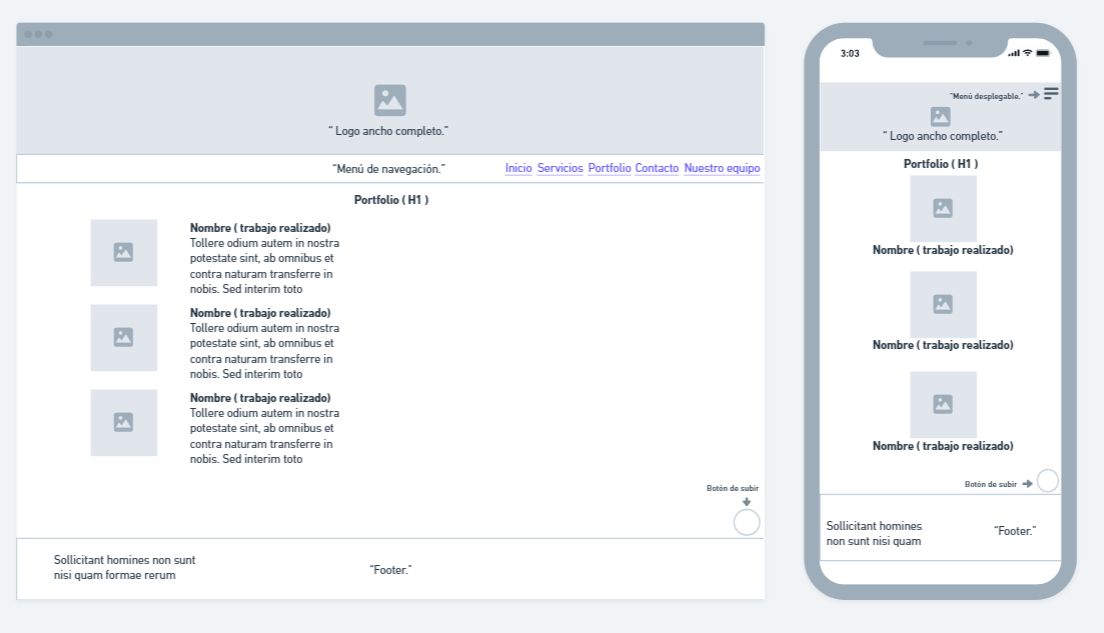 “ Logo ancho completo.”
“Menú de navegación.” Inicio Servicios Portfolio Contacto Nuestro equipo
Portfolio ( H1 )
Nombre ( trabajo realizado)
Tollere odium autem in nostra
potestate sint, ab omnibus et
contra naturam transferre in
nobis. Sed interim toto
Nombre ( trabajo realizado)
Tollere odium autem in nostra
potestate sint, ab omnibus et
contra naturam transferre in
nobis. Sed interim toto
Nombre ( trabajo realizado)
Tollere odium autem in nostra
potestate sint, ab omnibus et
contra naturam transferre in
nobis. Sed interim toto
Botón de subir
Sollicitant homines non sunt
nisi quam formae rerum
“Footer.”
3:03
“Menú desplegable.”
“ Logo ancho completo.”
Portfolio ( H1 )
Nombre ( trabajo realizado)
Nombre ( trabajo realizado)
Nombre ( trabajo realizado)
Botón de subir
Sollicitant homines
non sunt nisi quam
“Footer.”